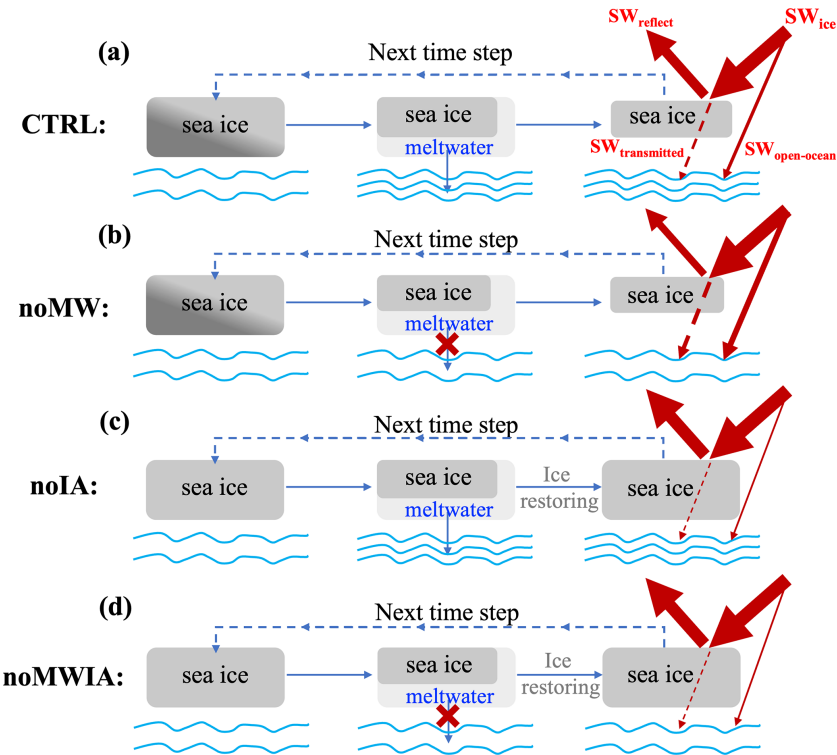 (a)
Next time step
SWreflect
SWice
CTRL:
sea ice
sea ice
meltwater
sea ice
SWtransmitted
SWopen-ocean
(b)
Next time step
noMW:
sea ice
sea ice
meltwater
sea ice
(c)
Next time step
noIA:
sea ice
sea ice
meltwater
Ice
restoring
sea ice
(d)
Next time step
noMWIA:
sea ice
sea ice
meltwater
Ice
restoring
sea ice